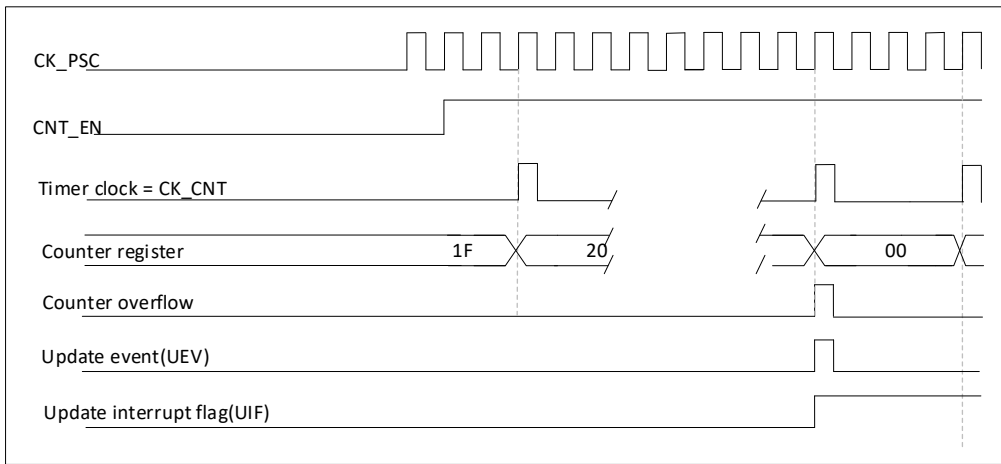 CK_PSC
CNT_EN
Timer clock = CK_CNT
Counter register 1F 20 00
Counter overflow
Update event(UEV)
Update interrupt flag(UIF)